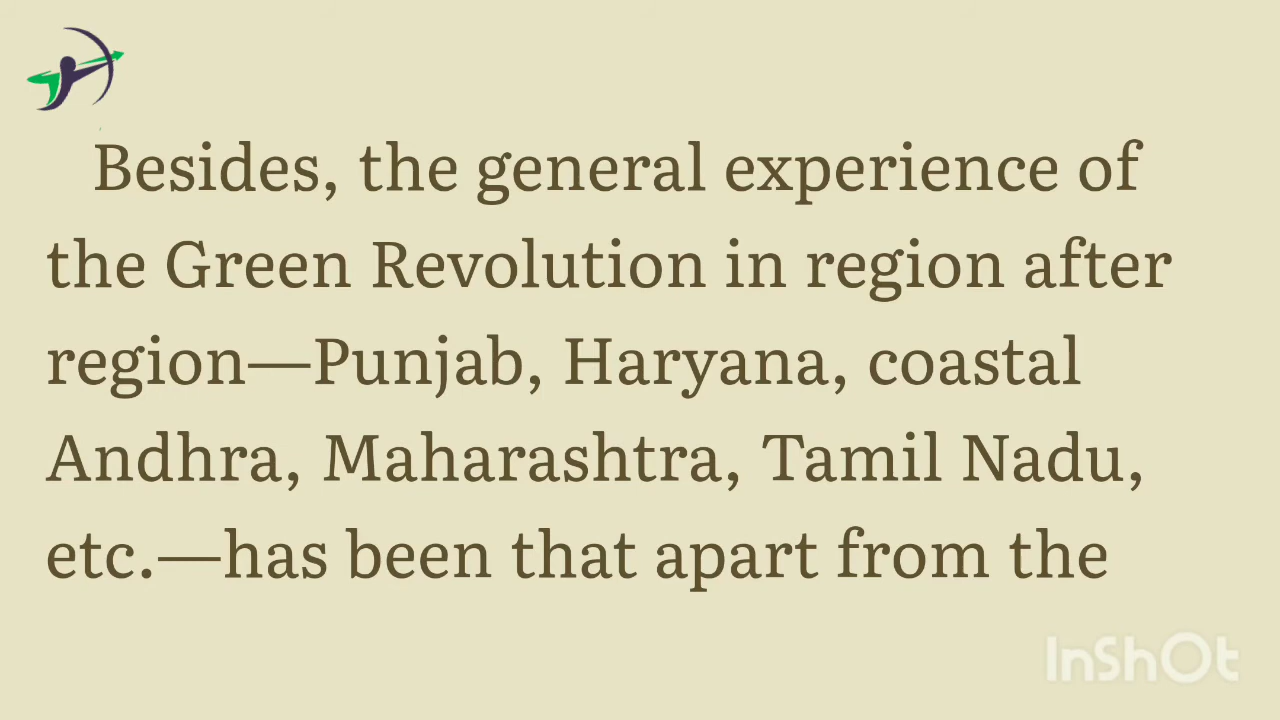 Besides, the general experience of
the Green Revolution in region after
region—Punjab, Haryana, coastal
Andhra, Maharashtra, Tamil Nadu,
etc.—has been that apart from the
InShOt